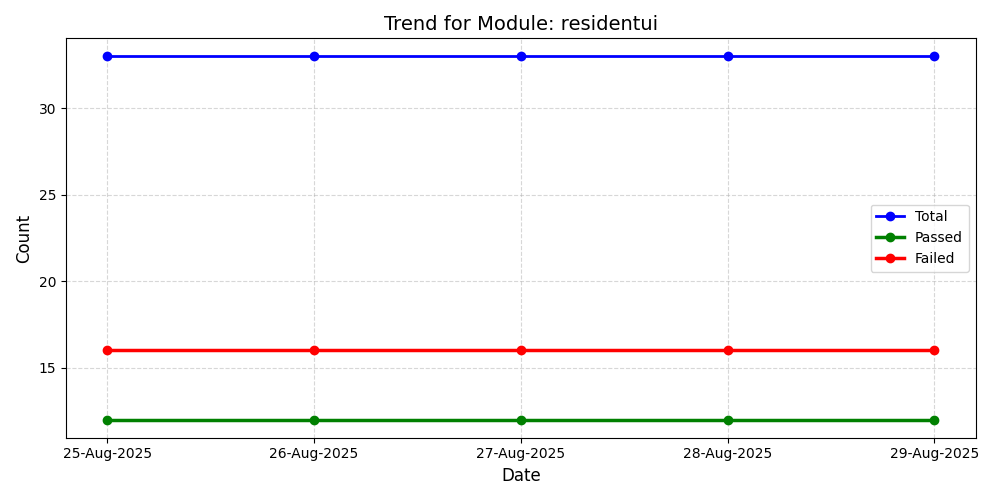 Trend for Module: residentui
Count
30
25
20
15
Total
Passed
Failed
25-Aug-2025
26-Aug-2025
27-Aug-2025
28-Aug-2025
29-Aug-2025
Date